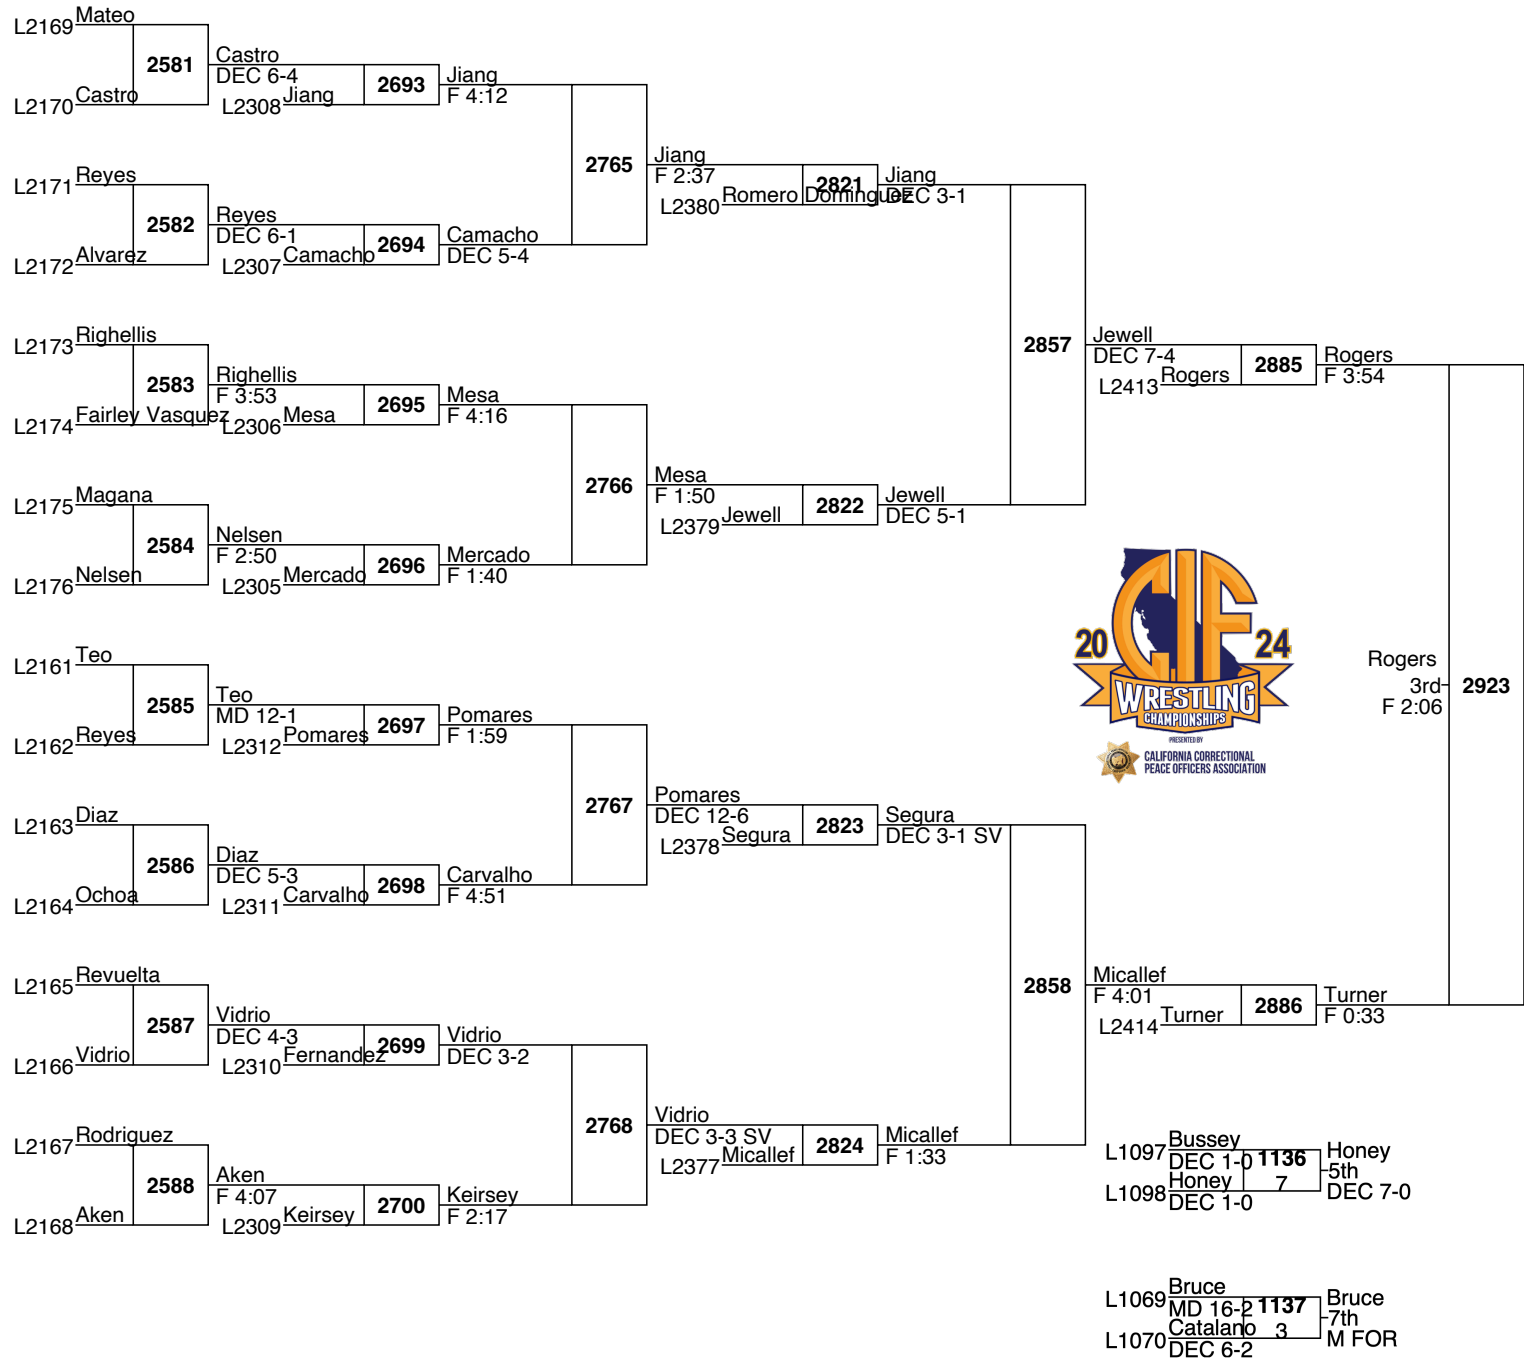 L2169 Mateo
2581
Castro
DEC 6-4
L2170 Castro
L2308 Jiang
2693
Jiang
F 4:12
L2171 Reyes
2582
Reyes
DEC 6-1
L2172 Alvarez
L2307 Camacho
2694
Camacho
DEC 5-4
2765
Jiang
F 2:37
L2380 Romero Dominguez
2821
Jiang
DEC 3-1
L2173 Righellis
2583
Righellis
F 3:53
L2174 Fairley Vasquez
L2306 Mesa
2695
Mesa
F 4:16
L2175 Magana
2584
Nelsen
F 2:50
L2176 Nelsen
L2305 Mercado
2696
Mercado
F 1:40
2766
Mesa
F 1:50
L2379 Jewell
2822
Jewell
DEC 5-1
2857
Jewell
DEC 7-4
L2413 Rogers
2885
Rogers
F 3:54
L2161 Teo
2585
Teo
MD 12-1
L2162 Reyes
L2312 Pomares
2697
Pomares
F 1:59
L2163 Diaz
2586
Diaz
DEC 5-3
L2164 Ochoa
L2311 Carvalho
2698
Carvalho
F 4:51
2767
Pomares
DEC 12-6
L2378 Segura
2823
Segura
DEC 3-1 SV
L2165 Revuelta
2587
Vidrio
DEC 4-3
L2166 Vidrio
L2310 Fernandez
2699
Vidrio
DEC 3-2
L2167 Rodriguez
2588
Aken
F 4:07
L2168 Aken
L2309 Keirsey
2700
Keirsey
F 2:17
2768
Vidrio
DEC 3-3 SV
L2377 Micallef
2824
Micallef
F 1:33
2858
Micallef
F 4:01
L2414 Turner
2886
Turner
F 0:33
20 CIF 24
WRESTLING
CHAMPIONSHIPS
PRESENTED BY
CALIFORNIA CORRECTIONAL
PEACE OFFICERS ASSOCIATION
Rogers
3rd
F 2:06
2923
L1097 Bussey
DEC 1-0
1136
7
L1098 Honey
DEC 1-0
Honey
5th
DEC 7-0
L1069 Bruce
MD 16-2
1137
3
L1070 Catalano
DEC 6-2
Bruce
7th
M FOR